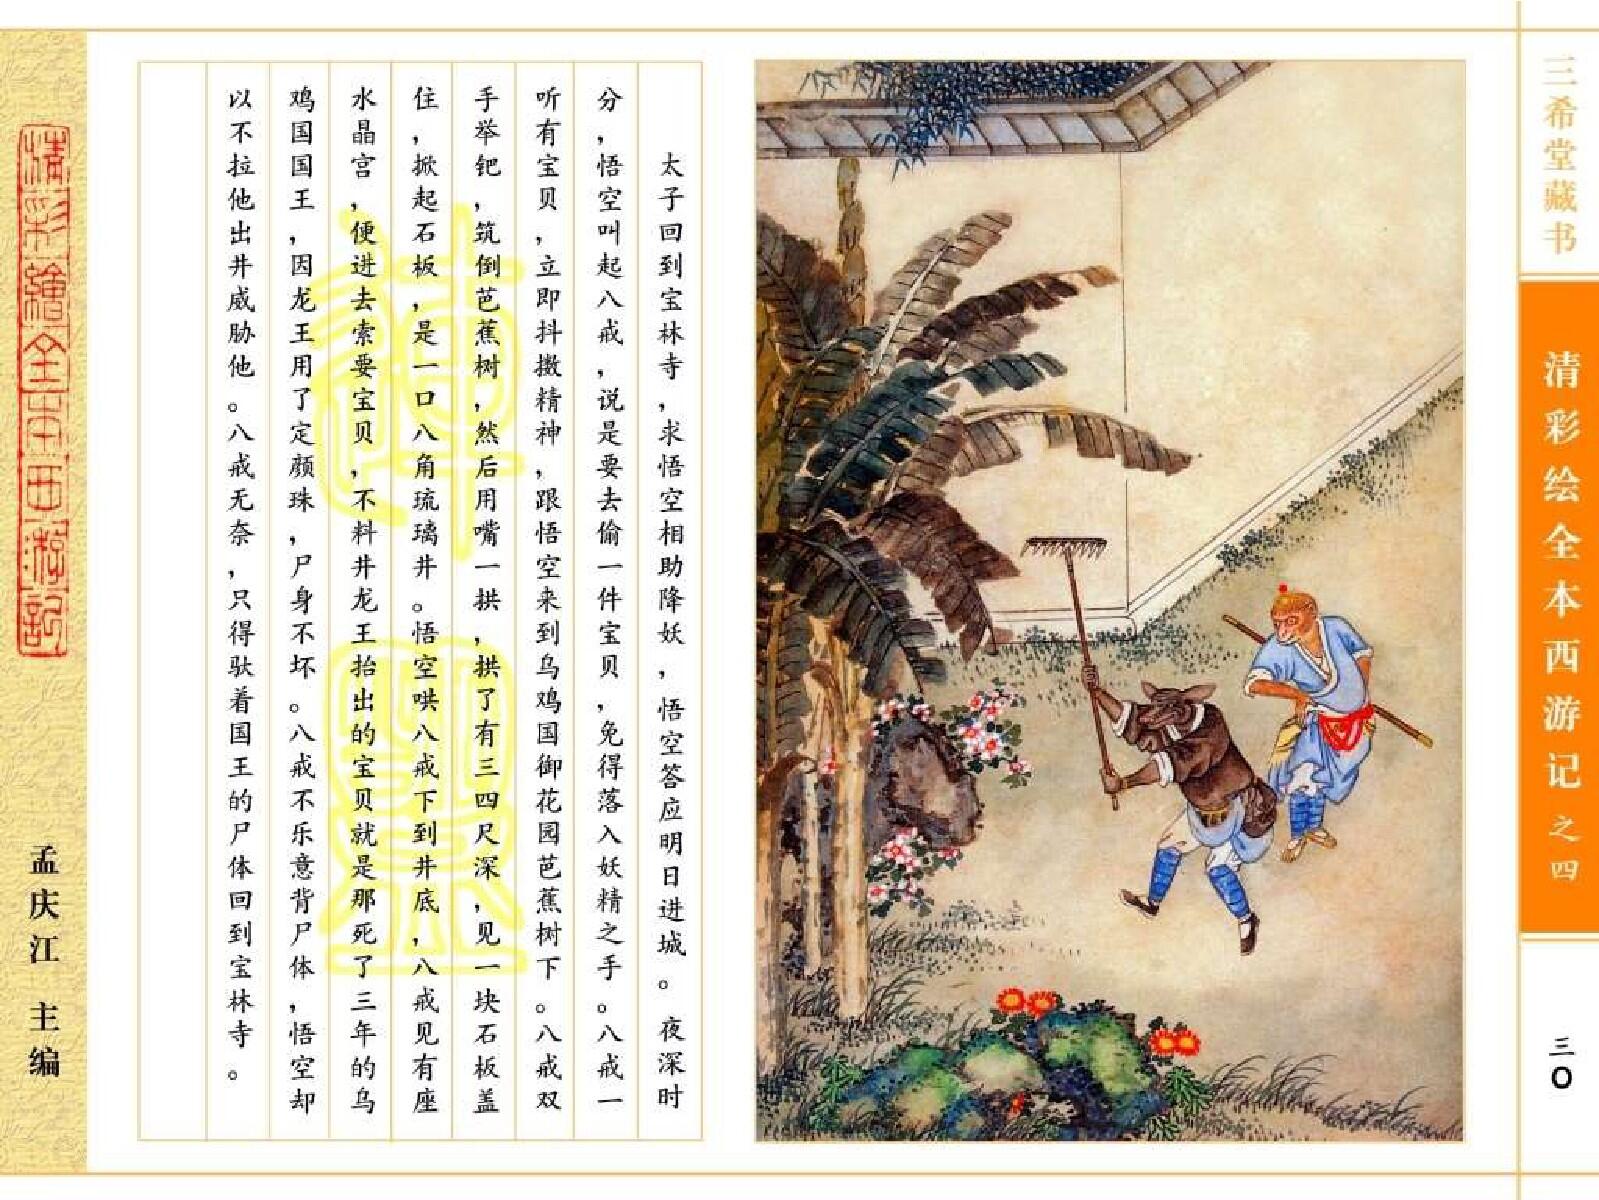 三希堂藏书
清彩绘全本西游记之四
三〇
太子回到宝林寺，求悟空相助降妖，悟空答应明日进城。夜深时
分，悟空叫起八戒，说是要去偷一件宝贝，免得落入妖精之手。八戒一
听有宝贝，立即抖擞精神，跟悟空来到乌鸡国御花园芭蕉树下。八戒双
手举钯，筑倒芭蕉树，然后用嘴一拱，拱了有三四尺深，见一块石板盖
住，掀起石板，是一口八角琉璃井。悟空哄八戒下到井底，八戒见有座
水晶宫，便进去索要宝贝，不料井龙王抬出的宝贝就是那死了三年的乌
鸡国国王，因龙王用了定颜珠，尸身不坏。八戒不乐意背尸体，悟空却
以不拉他出井威胁他。八戒无奈，只得驮着国王的尸体回到宝林寺。
清彩繪全本西游記
孟庆江 主编